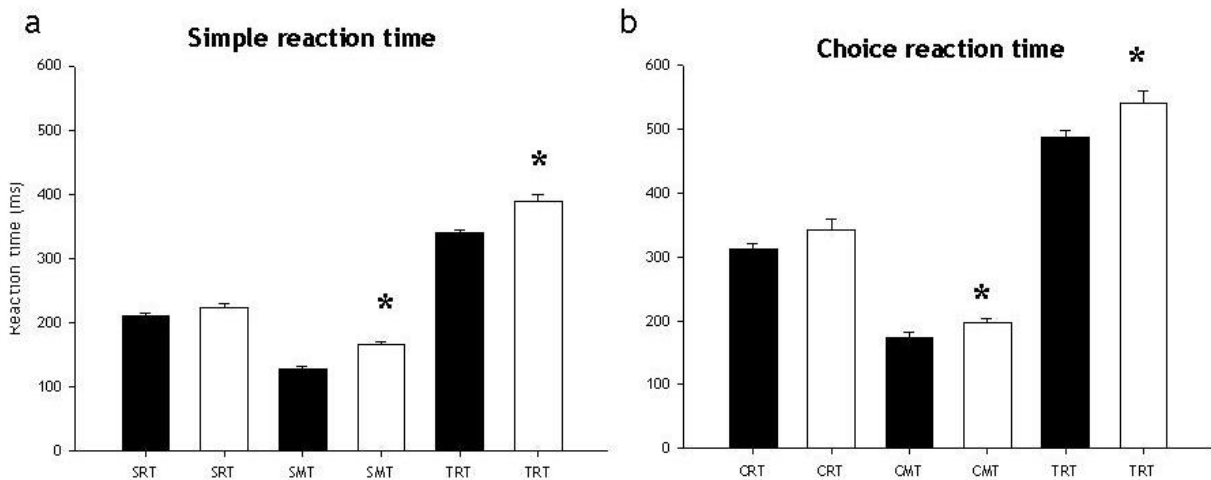 a
Simple reaction time
600
500
400
300
200
100
0
Reaction time (ms)
*
*
SRT SRT SMT SMT TRT TRT
b
Choice reaction time
600
500
400
300
200
100
0
*
*
CRT CRT CMT CMT TRT TRT